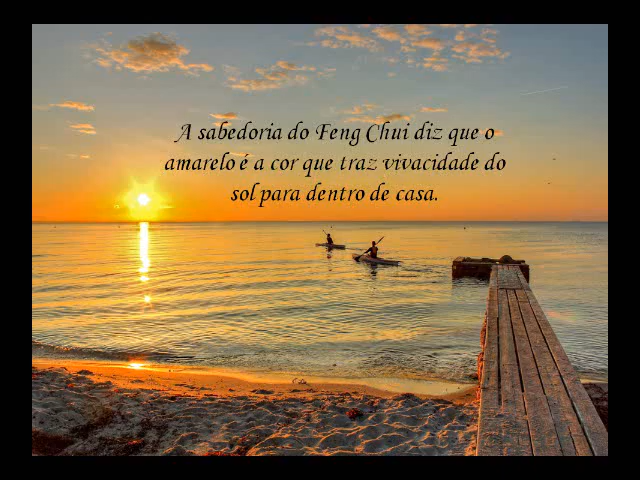 A sabedoria do Feng Chui diz que o
amarelo é a cor que traz vivacidade do
sol para dentro de casa.